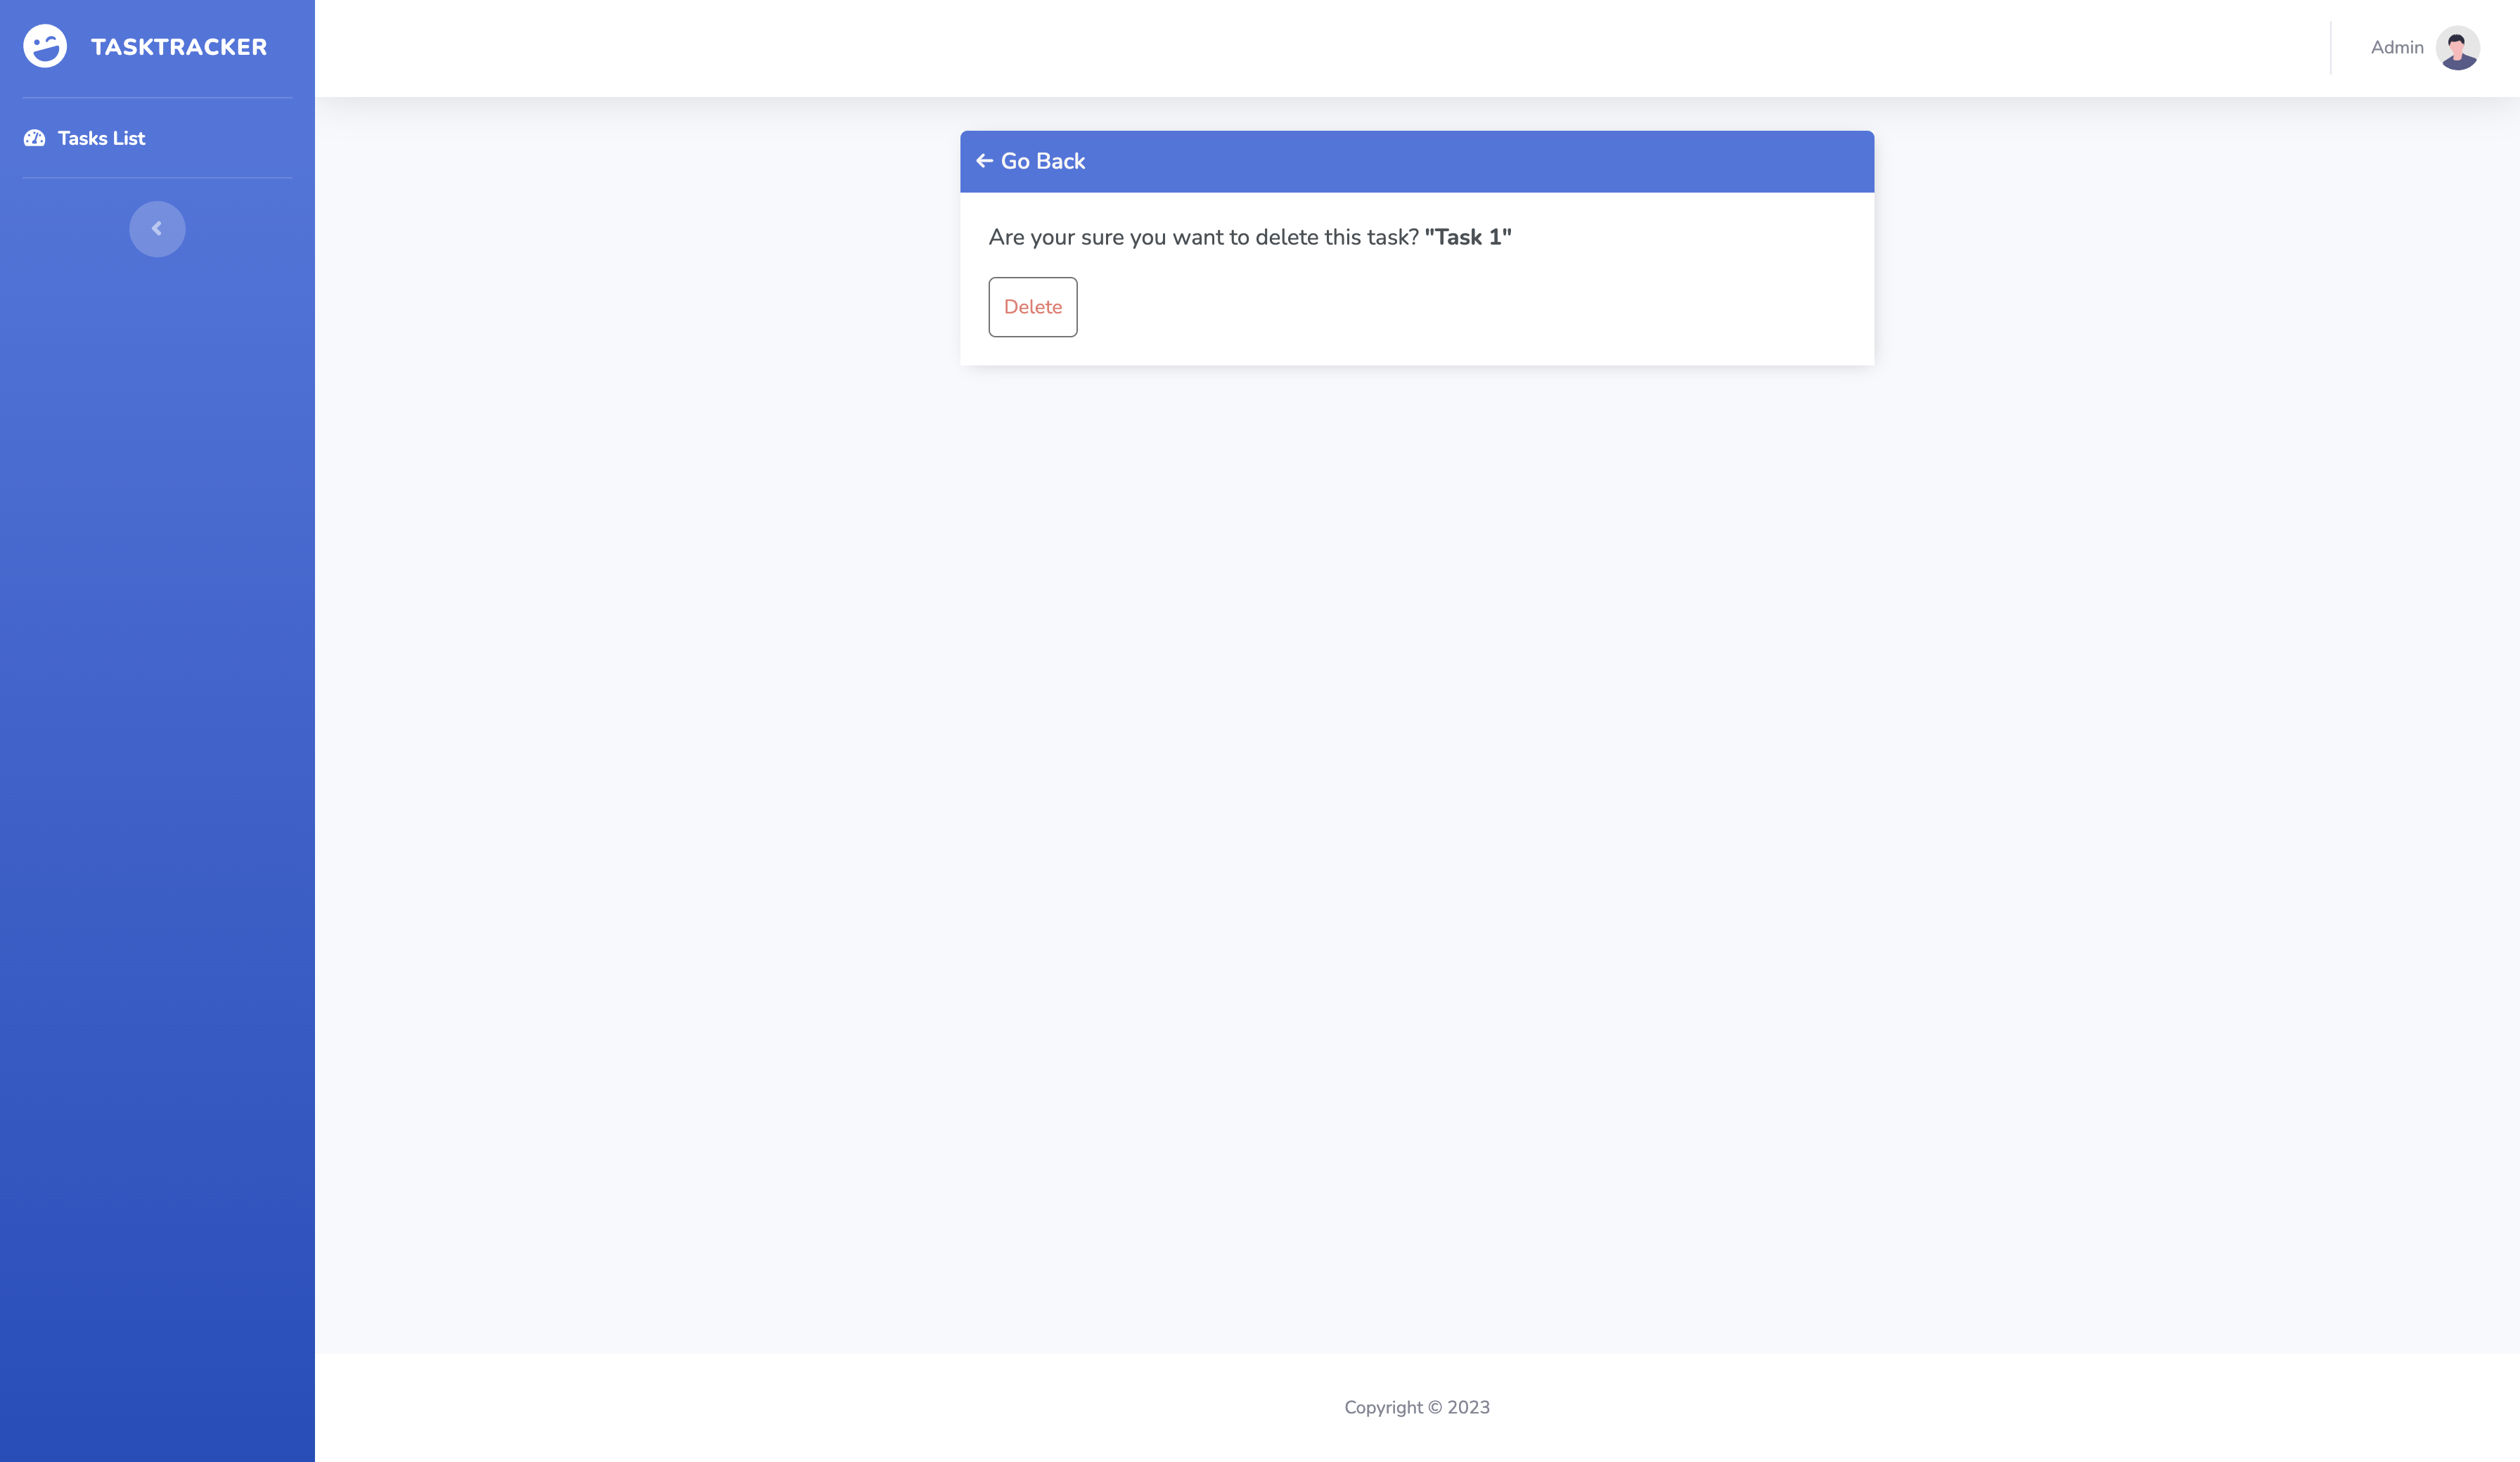 TASKTRACKER
Admin
Tasks List
Go Back
Are your sure you want to delete this task? "Task 1"
Delete
Copyright © 2023